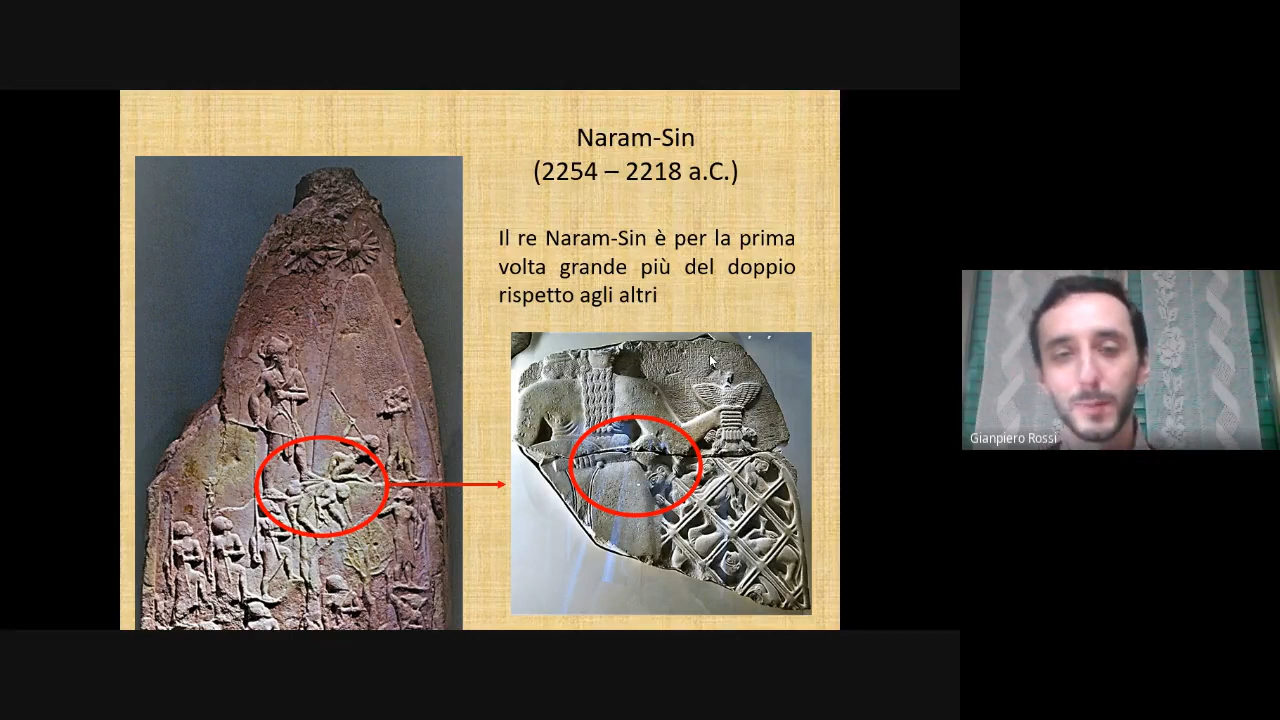 Naram-Sin
(2254 – 2218 a.C.)
Il re Naram-Sin è per la prima
volta grande più del doppio
rispetto agli altri
Gianpiero Rossi